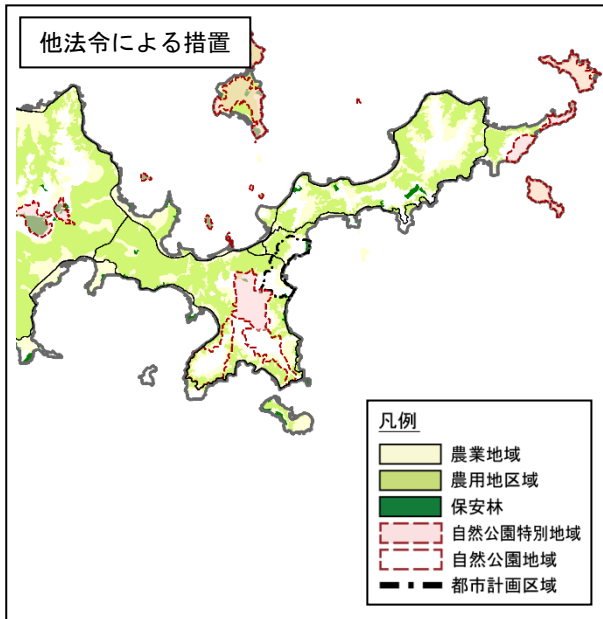 他法令による措置
凡例
農業地域
農用地区域
保安林
自然公園特別地域
自然公園地域
都市計画区域